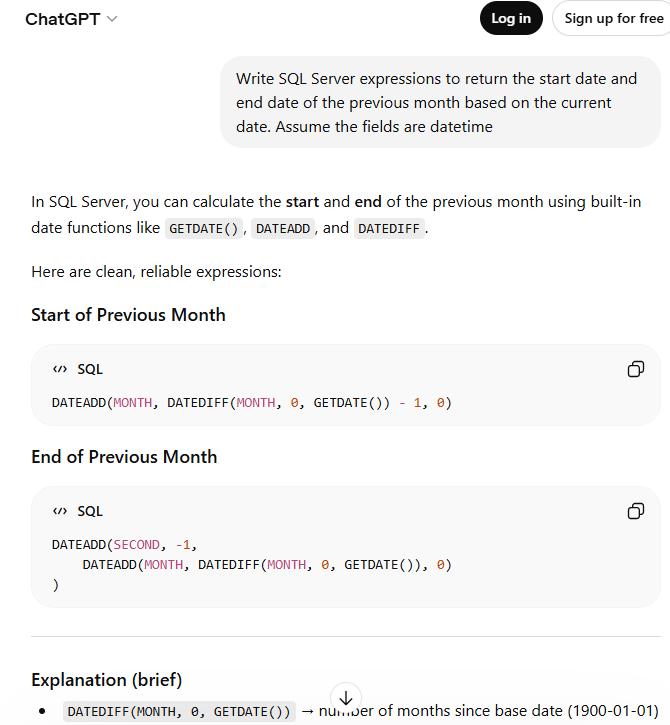 ChatGPT
Log in
Sign up for free
Write SQL Server expressions to return the start date and
end date of the previous month based on the current
date. Assume the fields are datetime
In SQL Server, you can calculate the start and end of the previous month using built-in
date functions like GETDATE(), DATEADD, and DATEDIFF.
Here are clean, reliable expressions:
Start of Previous Month
SQL
DATEADD(MONTH, DATEDIFF(MONTH, 0, GETDATE()) - 1, 0)
End of Previous Month
SQL
DATEADD(SECOND, -1,
    DATEADD(MONTH, DATEDIFF(MONTH, 0, GETDATE()), 0)
)
Explanation (brief)
• DATEDIFF(MONTH, 0, GETDATE()) → number of months since base date (1900-01-01)